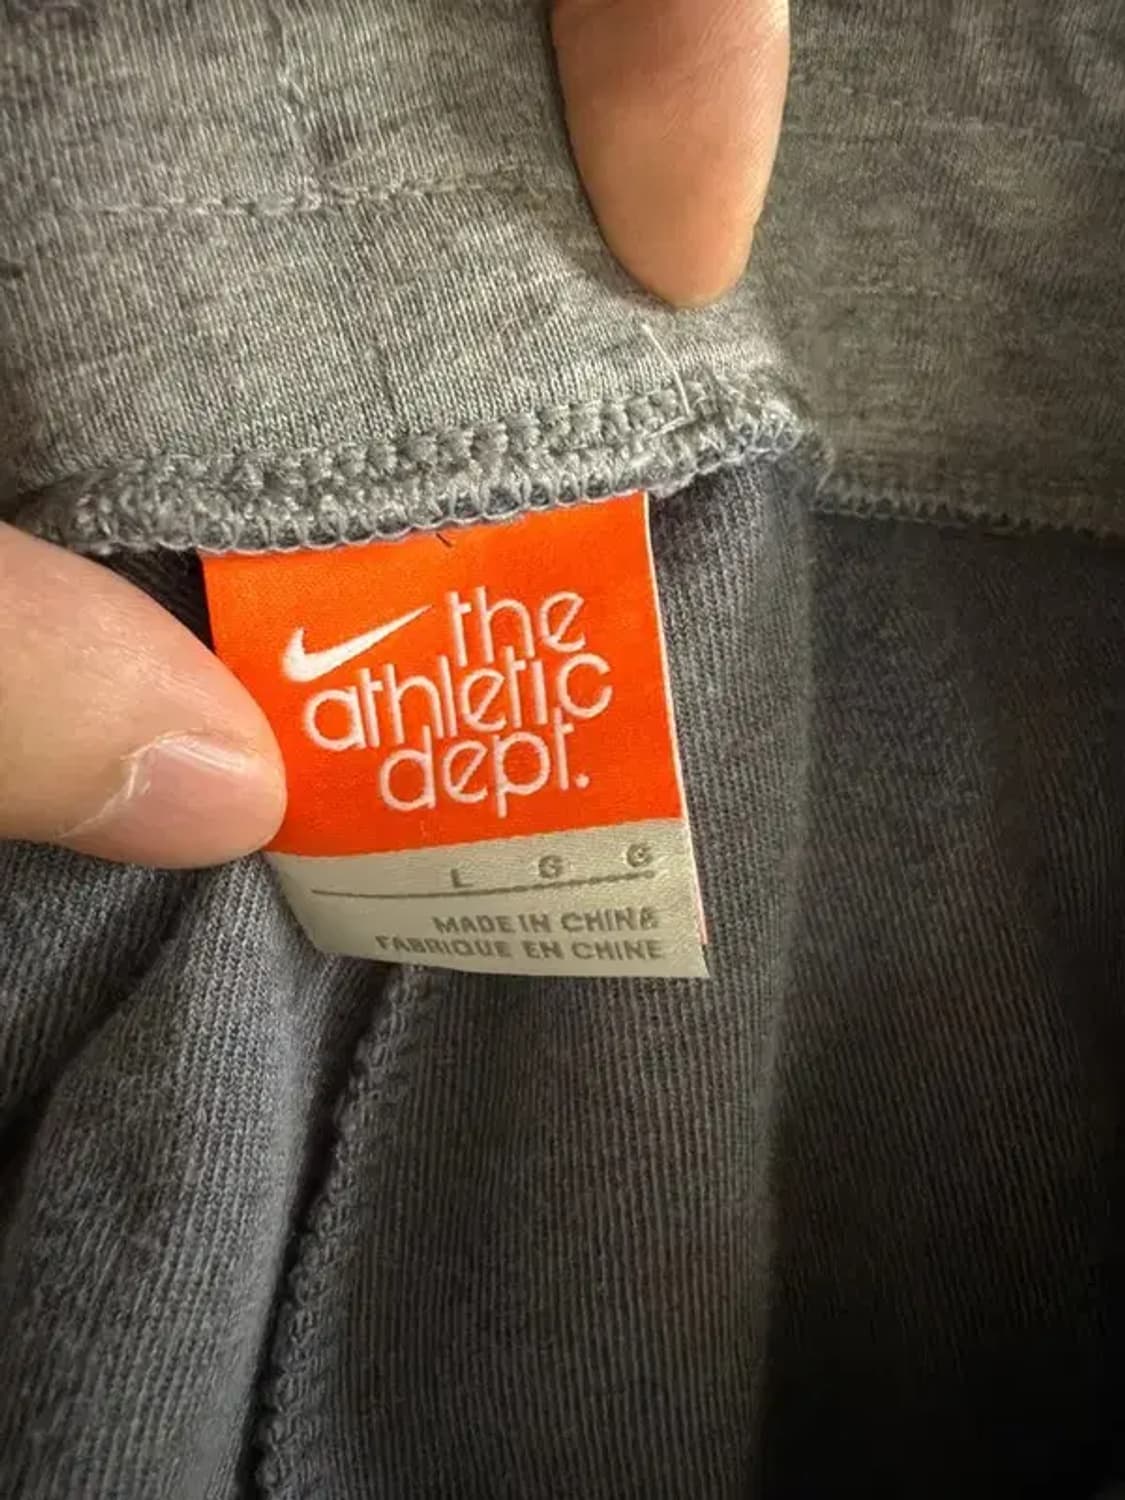 the
athletic
dept.
L G G
MADE IN CHINA
FABRIQUE EN CHINE